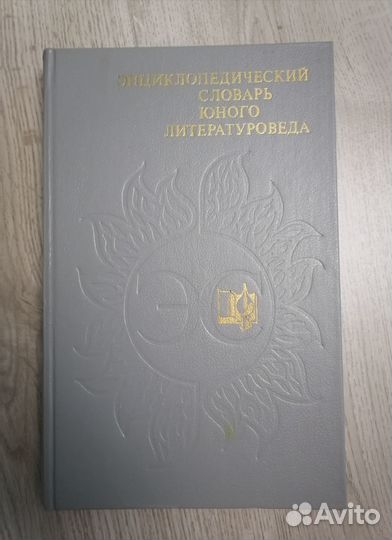 ЭНЦИКЛОПЕДИЧЕСКИЙ
СЛОВАРЬ
ЮНОГО
ЛИТЕРАТУРОВЕДА
ЭС
Avito